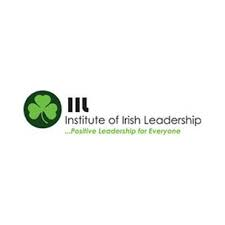 IIL
Institute of Irish Leadership
...Positive Leadership for Everyone